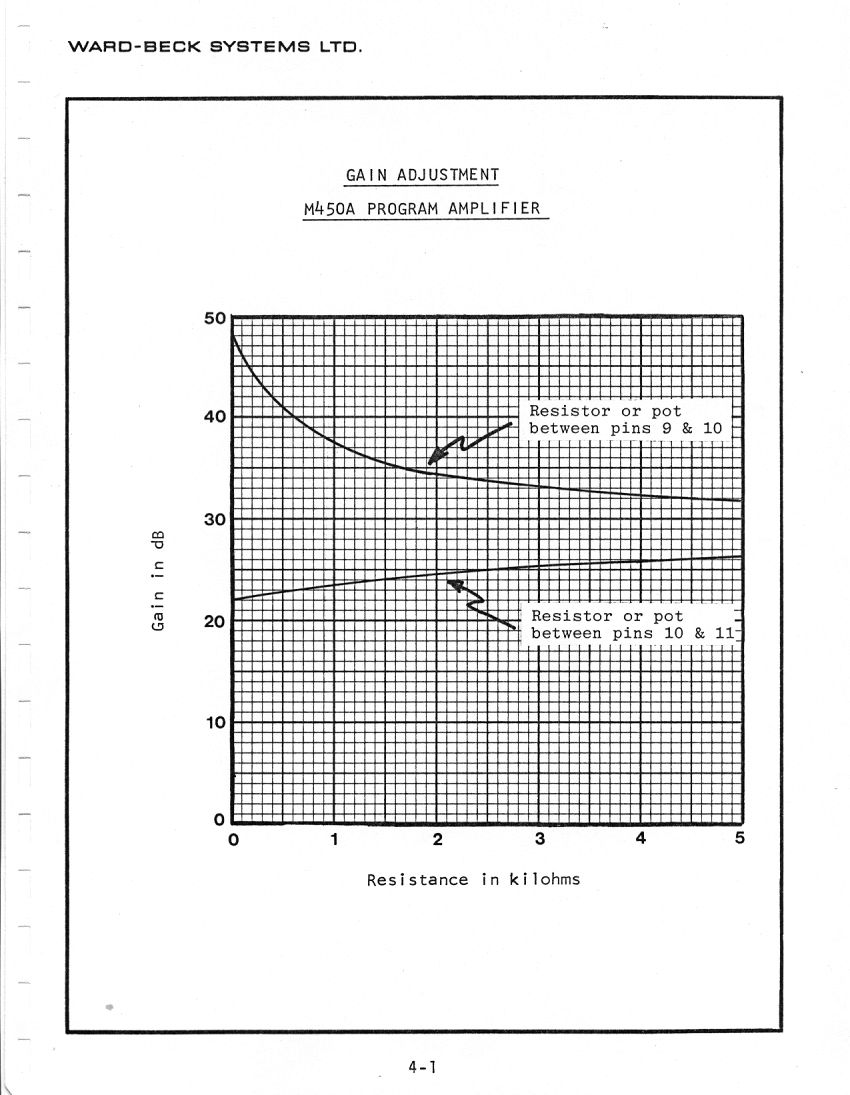 WARD-BECK SYSTEMS LTD.
GAIN ADJUSTMENT
M450A PROGRAM AMPLIFIER
50
40
30
20
10
0
Gain in dB
Resistor or pot
between pins 9 & 10
Resistor or pot
between pins 10 & 11
0 1 2 3 4 5
Resistance in kilohms
4-1